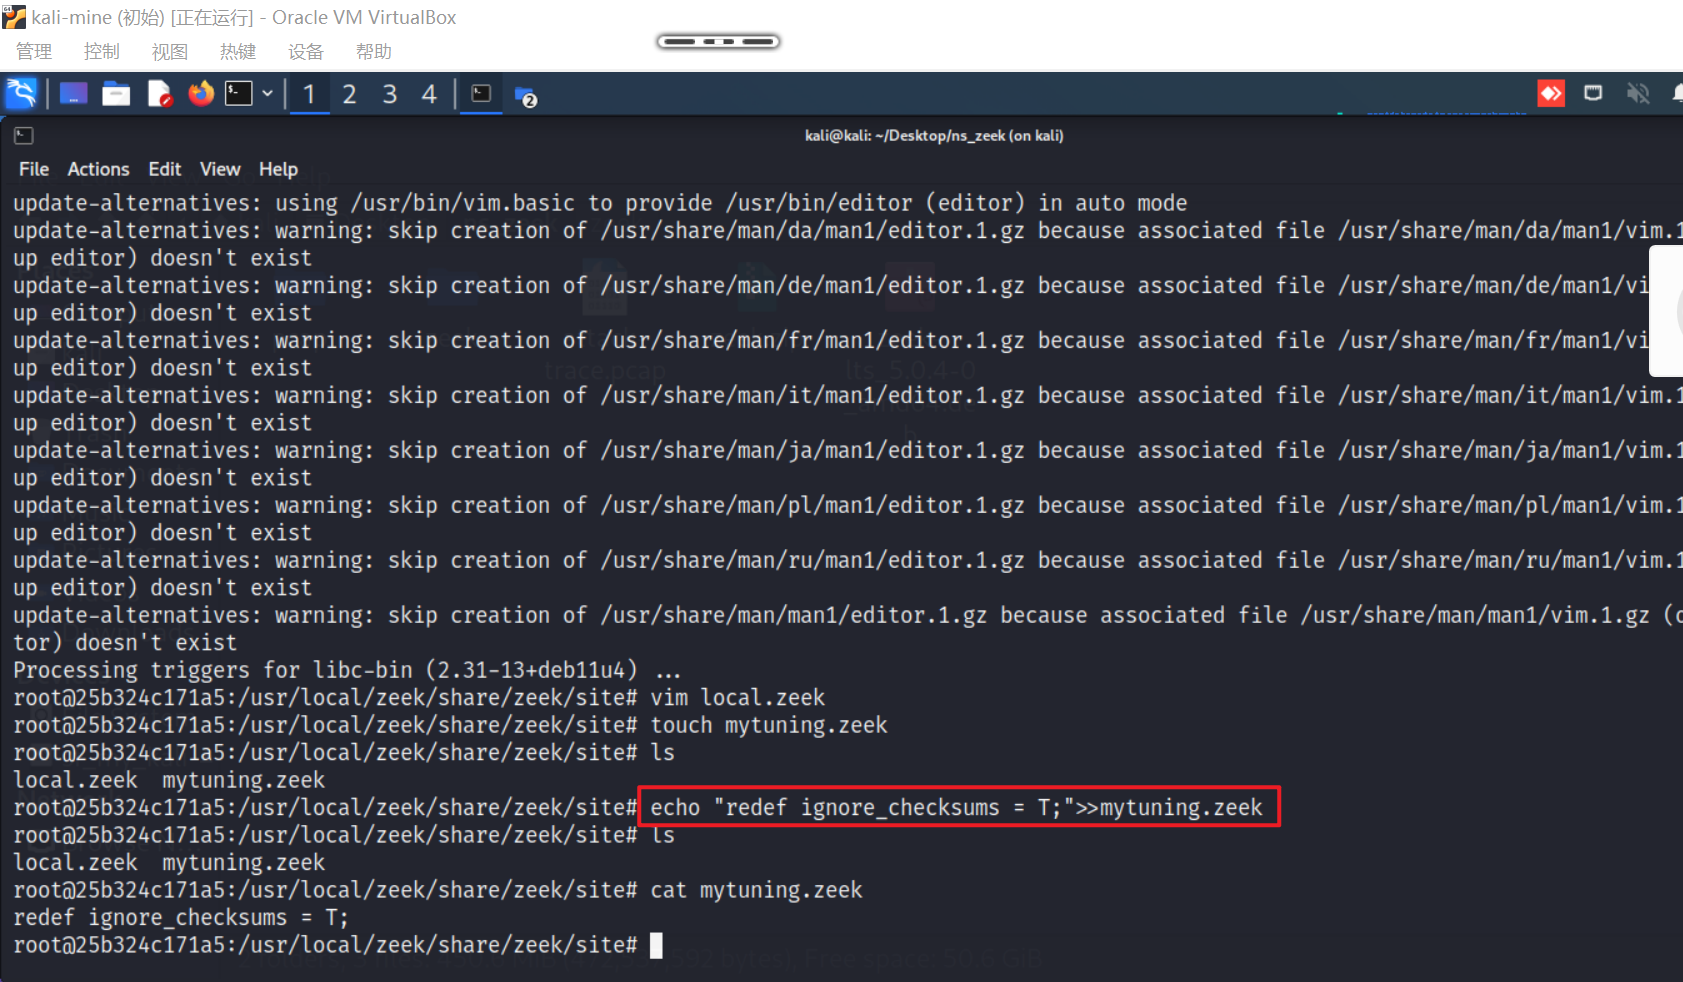 kali-mine (初始) [正在运行] - Oracle VM VirtualBox
管理 控制 视图 热键 设备 帮助
1 2 3 4 2
kali@kali: ~/Desktop/ns_zeek (on kali)
File Actions Edit View Help
update-alternatives: using /usr/bin/vim.basic to provide /usr/bin/editor (editor) in auto mode
update-alternatives: warning: skip creation of /usr/share/man/da/man1/editor.1.gz because associated file /usr/share/man/da/man1/vim.1
up editor) doesn't exist
update-alternatives: warning: skip creation of /usr/share/man/de/man1/editor.1.gz because associated file /usr/share/man/de/man1/vi
up editor) doesn't exist
update-alternatives: warning: skip creation of /usr/share/man/fr/man1/editor.1.gz because associated file /usr/share/man/fr/man1/vi
up editor) doesn't exist
update-alternatives: warning: skip creation of /usr/share/man/it/man1/editor.1.gz because associated file /usr/share/man/it/man1/vim.1
up editor) doesn't exist
update-alternatives: warning: skip creation of /usr/share/man/ja/man1/editor.1.gz because associated file /usr/share/man/ja/man1/vim.1
up editor) doesn't exist
update-alternatives: warning: skip creation of /usr/share/man/pl/man1/editor.1.gz because associated file /usr/share/man/pl/man1/vim.1
up editor) doesn't exist
update-alternatives: warning: skip creation of /usr/share/man/ru/man1/editor.1.gz because associated file /usr/share/man/ru/man1/vim.1
up editor) doesn't exist
update-alternatives: warning: skip creation of /usr/share/man/man1/editor.1.gz because associated file /usr/share/man/man1/vim.1.gz (
tor) doesn't exist
Processing triggers for libc-bin (2.31-13+deb11u4) ...
root@25b324c171a5:/usr/local/zeek/share/zeek/site# vim local.zeek
root@25b324c171a5:/usr/local/zeek/share/zeek/site# touch mytuning.zeek
root@25b324c171a5:/usr/local/zeek/share/zeek/site# ls
local.zeek  mytuning.zeek
root@25b324c171a5:/usr/local/zeek/share/zeek/site# echo "redef ignore_checksums = T;">>mytuning.zeek
root@25b324c171a5:/usr/local/zeek/share/zeek/site# ls
local.zeek  mytuning.zeek
root@25b324c171a5:/usr/local/zeek/share/zeek/site# cat mytuning.zeek
redef ignore_checksums = T;
root@25b324c171a5:/usr/local/zeek/share/zeek/site#